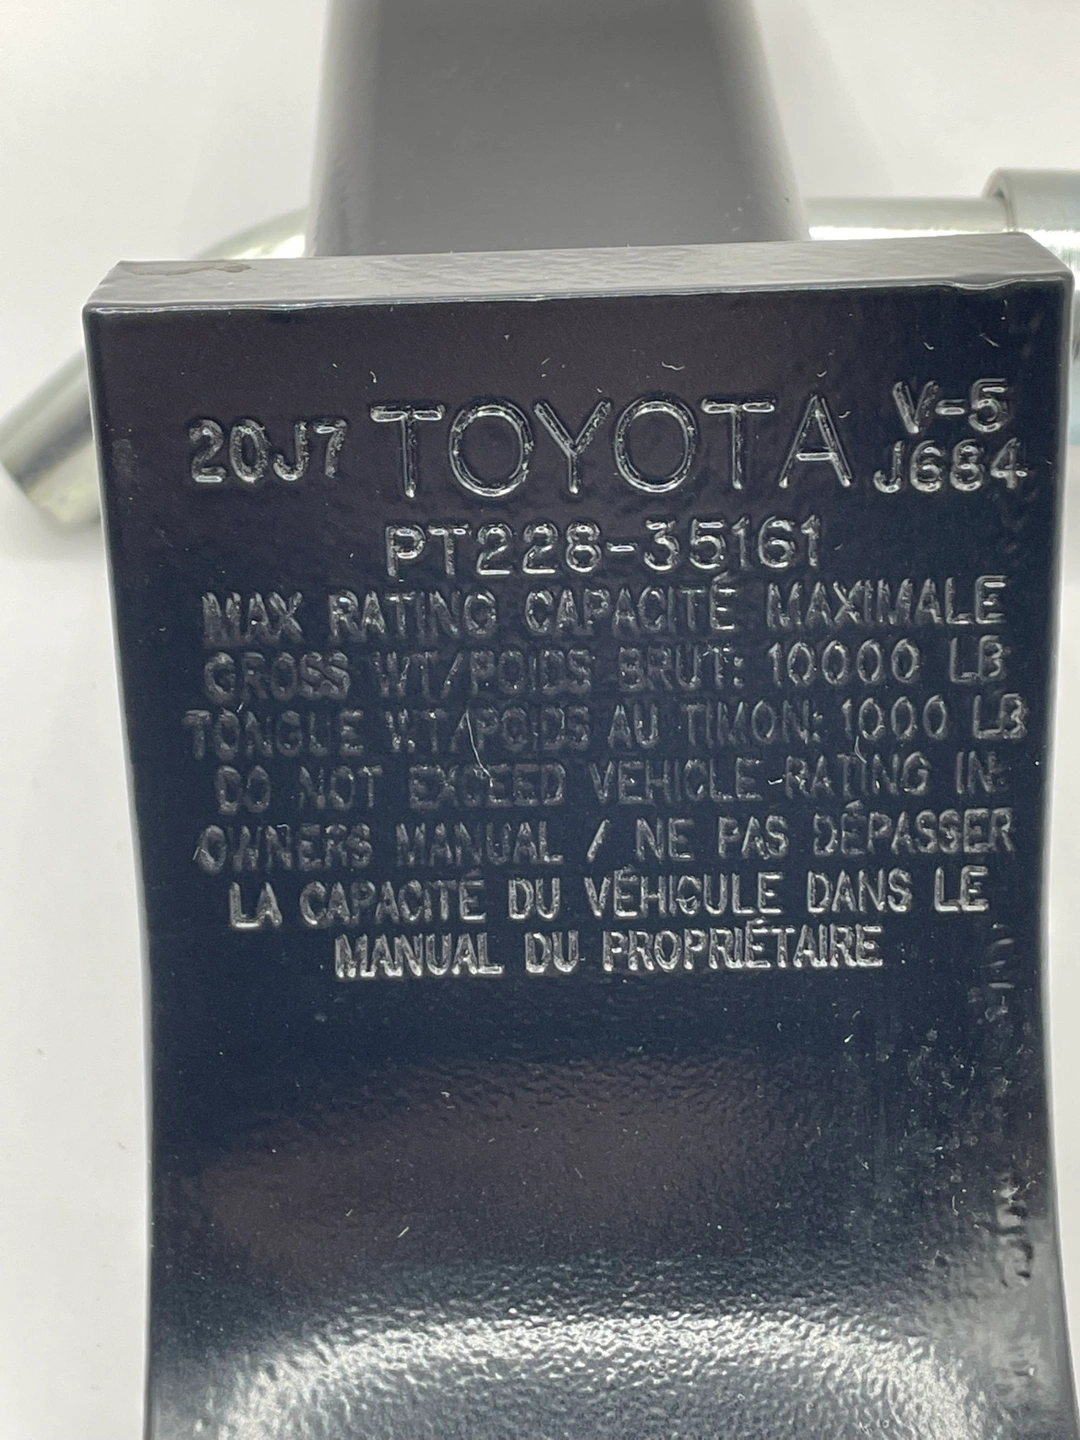 20J7 TOYOTA V-5
J684
PT228-35161
MAX RATING CAPACITÉ MAXIMALE
GROSS WT/POIDS BRUT: 10000 LB
TONGUE WT/POIDS AU TIMON: 1000 LB
DO NOT EXCEED VEHICLE RATING IN
OWNERS MANUAL / NE PAS DÉPASSER
LA CAPACITÉ DU VÉHICULE DANS LE
MANUAL DU PROPRIÉTAIRE